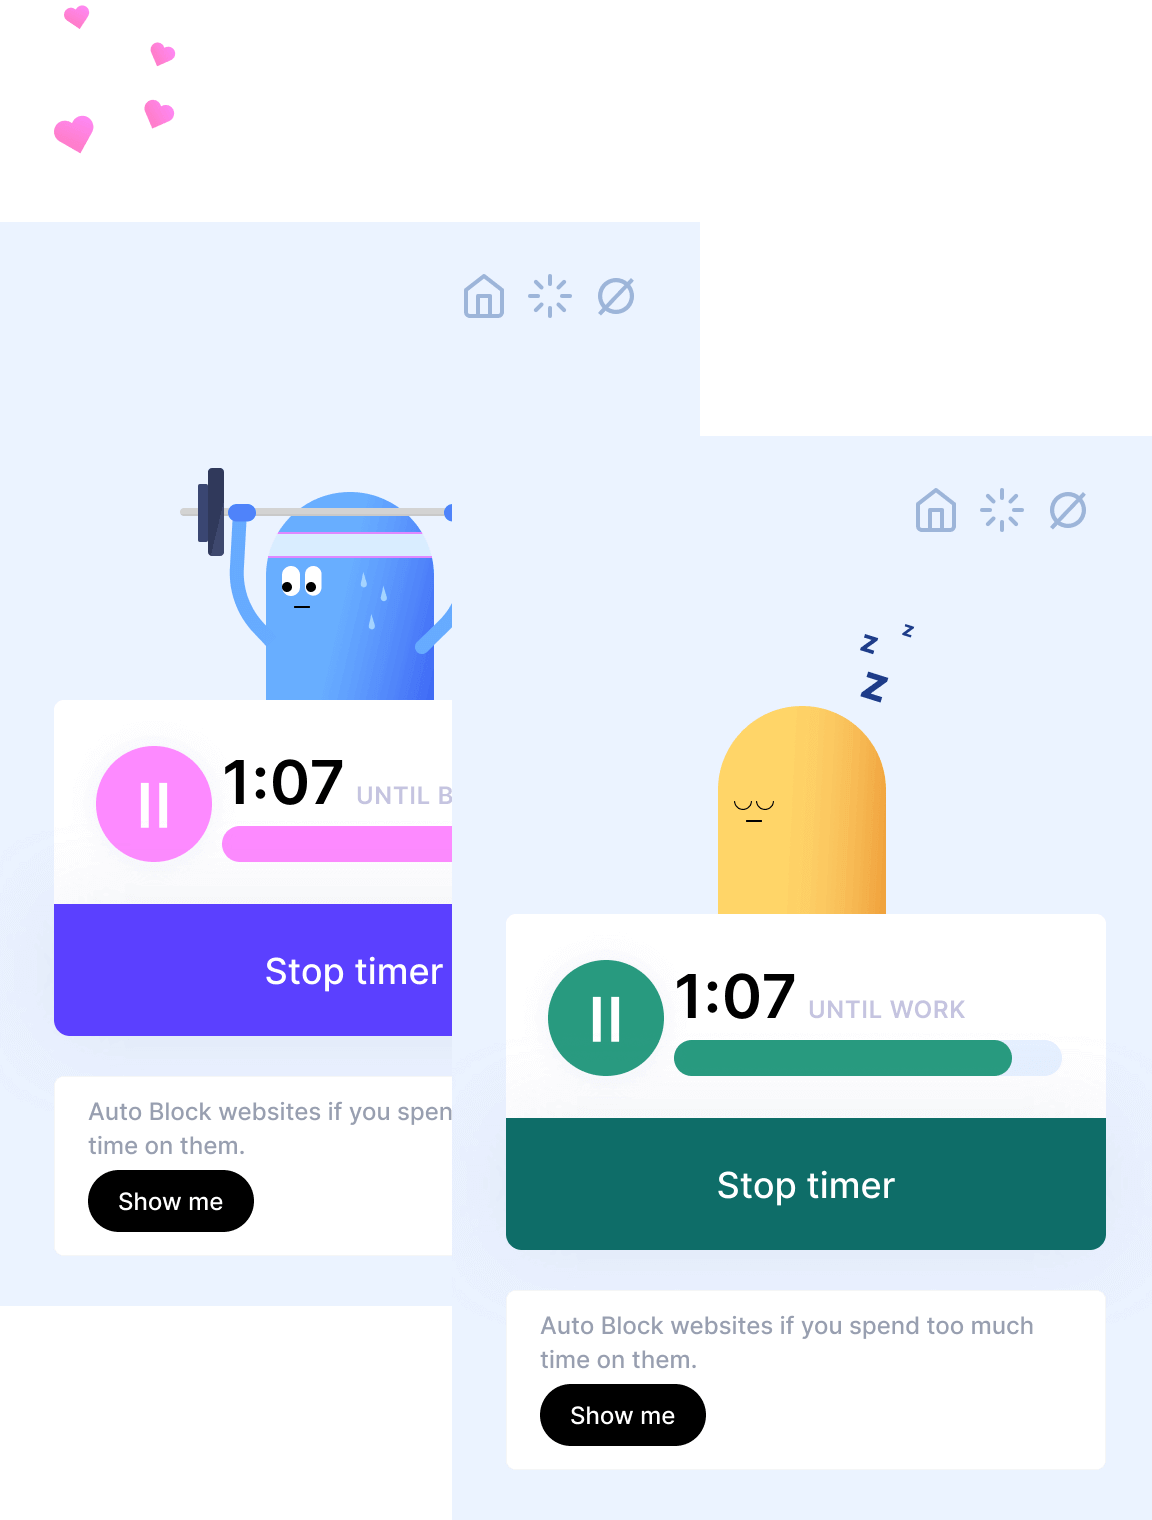 1:07 UNTIL B
Stop timer
Auto Block websites if you spen
time on them.
Show me
z
z
z
1:07 UNTIL WORK
Stop timer
Auto Block websites if you spend too much
time on them.
Show me